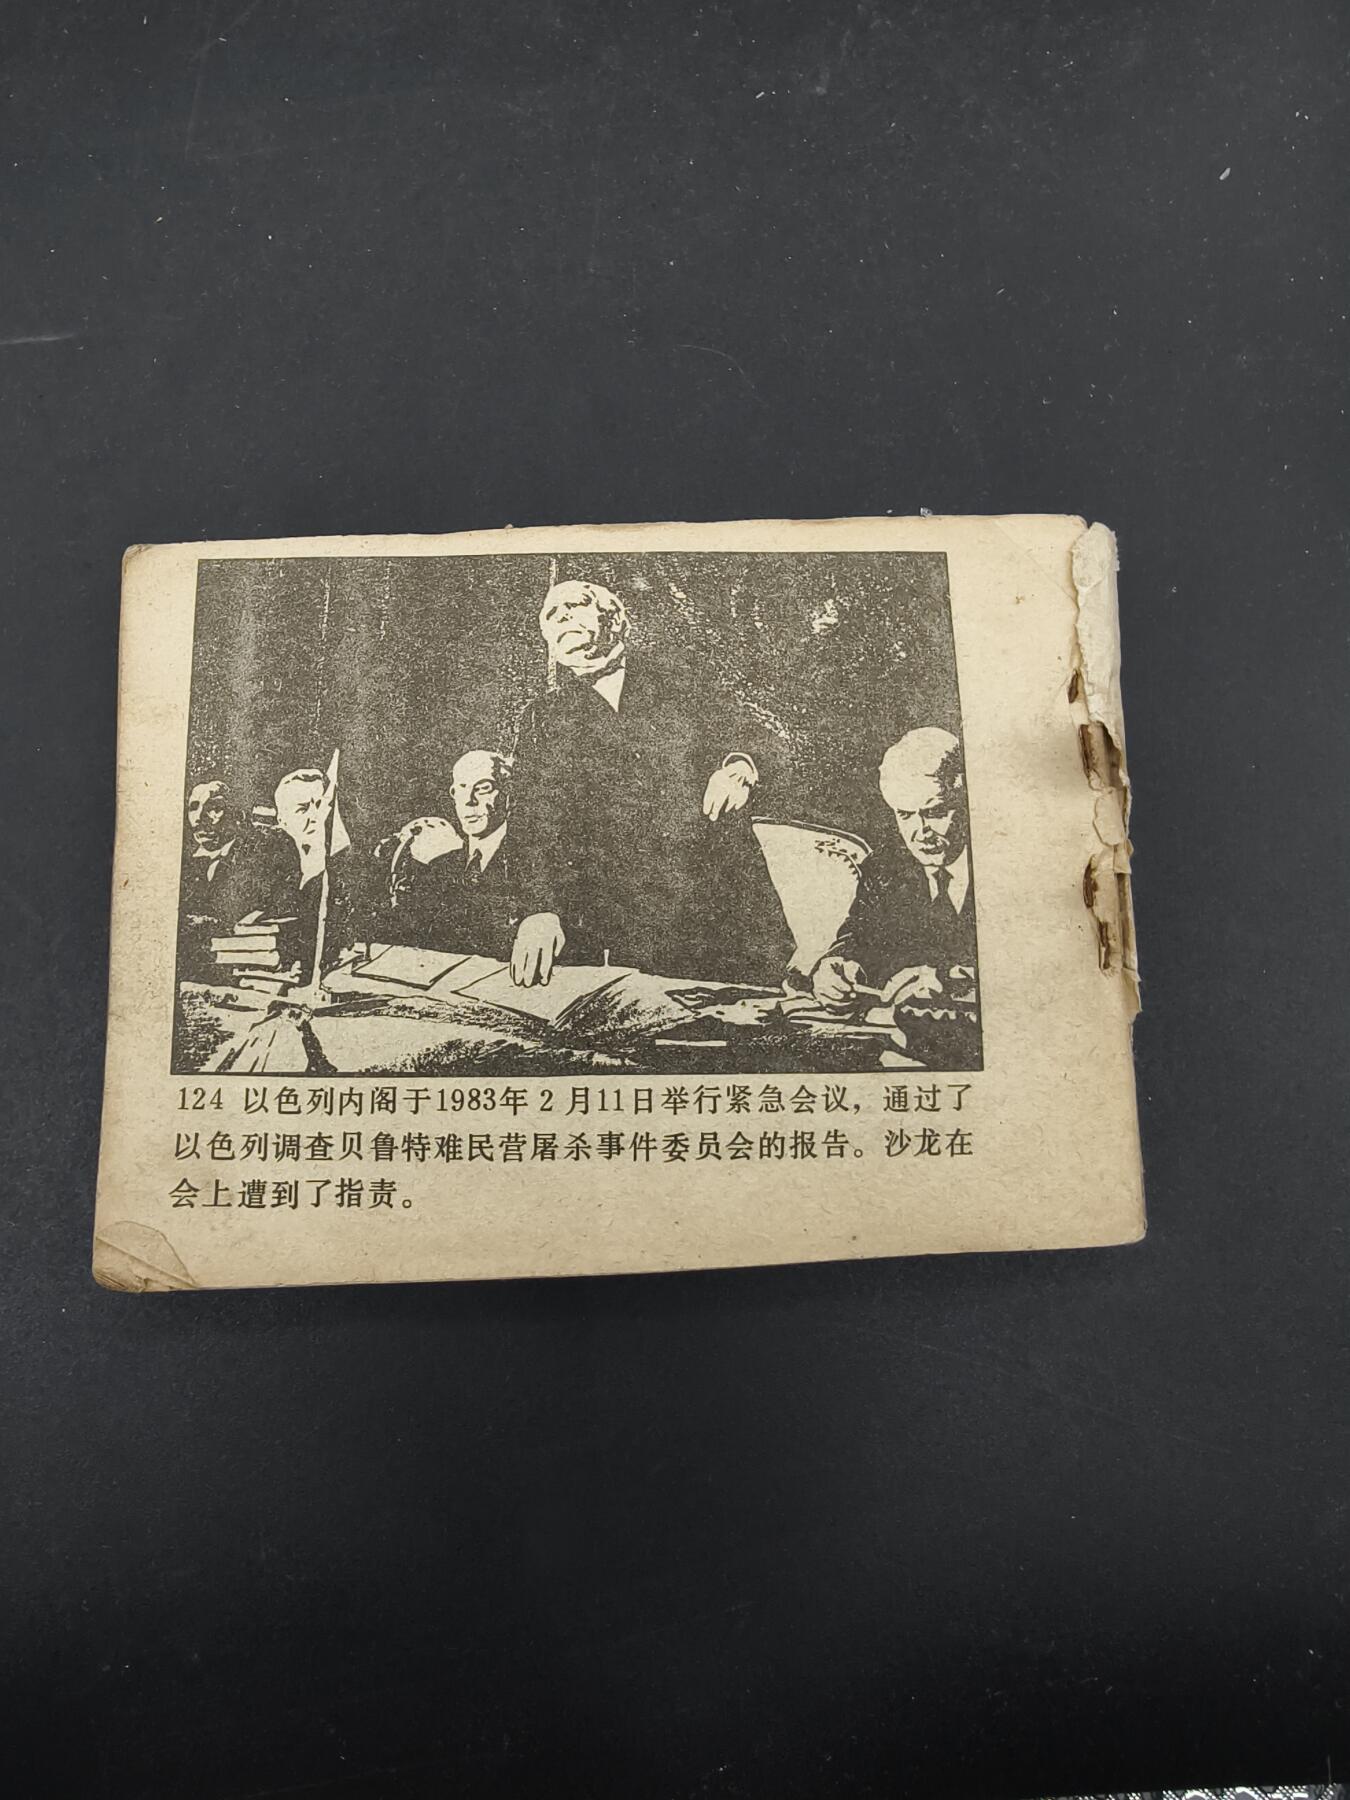 124 以色列内阁于1983年2月11日举行紧急会议，通过了
以色列调查贝鲁特难民营屠杀事件委员会的报告。沙龙在
会上遭到了指责。